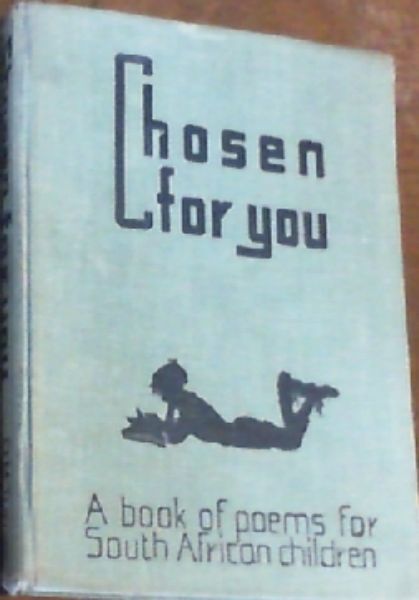 Chosen
for you
A book of poems for
South African children